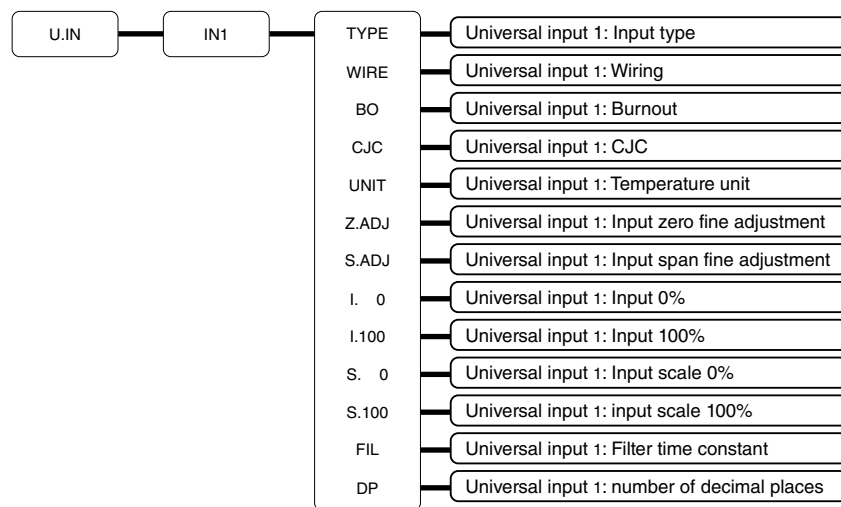 U.IN IN1 TYPE Universal input 1: Input type
WIRE Universal input 1: Wiring
BO Universal input 1: Burnout
CJC Universal input 1: CJC
UNIT Universal input 1: Temperature unit
Z.ADJ Universal input 1: Input zero fine adjustment
S.ADJ Universal input 1: Input span fine adjustment
I. 0 Universal input 1: Input 0%
I.100 Universal input 1: Input 100%
S. 0 Universal input 1: Input scale 0%
S.100 Universal input 1: input scale 100%
FIL Universal input 1: Filter time constant
DP Universal input 1: number of decimal places